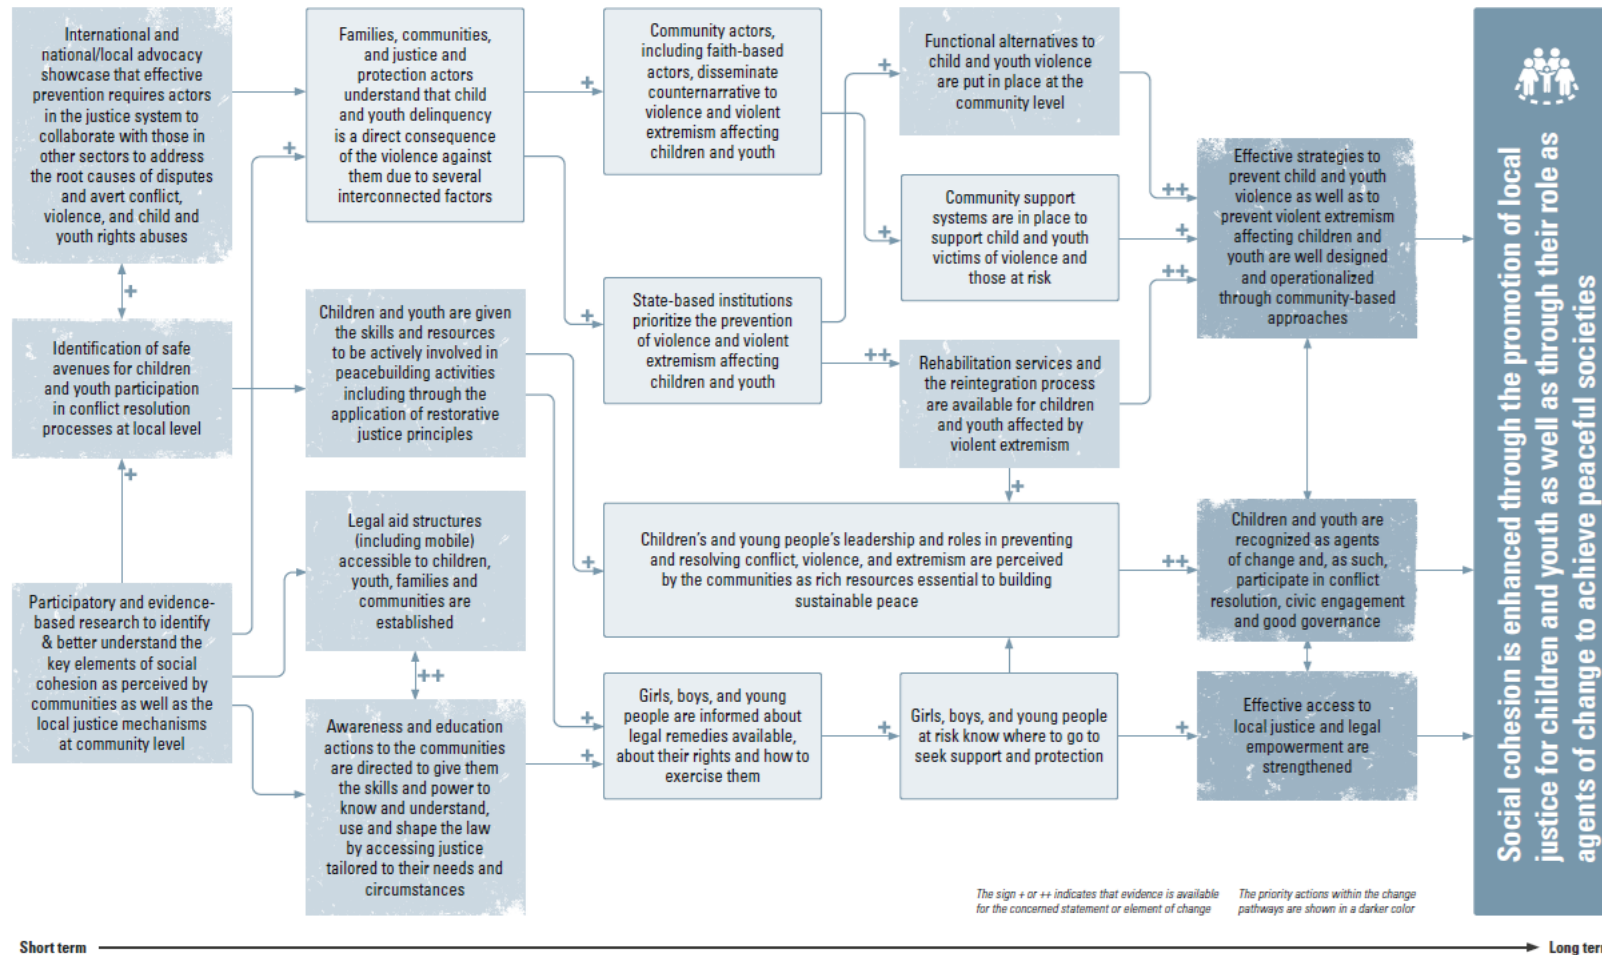 International and
national/local advocacy
showcase that effective
prevention requires actors
in the justice system to
collaborate with those in
other sectors to address
the root causes of disputes
and avert conflict,
violence, and child and
youth rights abuses
+
Identification of safe
avenues for children
and youth participation
in conflict resolution
processes at local level
+
Participatory and evidence-
based research to identify
& better understand the
key elements of social
cohesion as perceived by
communities as well as the
local justice mechanisms
at community level
+
Families, communities,
and justice and
protection actors
understand that child
and youth delinquency
is a direct consequence
of the violence against
them due to several
interconnected factors
Children and youth are given
the skills and resources
to be actively involved in
peacebuilding activities
including through the
application of restorative
justice principles
Legal aid structures
(including mobile)
accessible to children,
youth, families and
communities are
established
++
Awareness and education
actions to the communities
are directed to give them
the skills and power to
know and understand,
use and shape the law
by accessing justice
tailored to their needs and
circumstances
+
Community actors,
including faith-based
actors, disseminate
counternarrative to
violence and violent
extremism affecting
children and youth
+
State-based institutions
prioritize the prevention
of violence and violent
extremism affecting
children and youth
+
Functional alternatives to
child and youth violence
are put in place at the
community level
+
Community support
systems are in place to
support child and youth
victims of violence and
those at risk
++
Rehabilitation services and
the reintegration process
are available for children
and youth affected by
violent extremism
+
+
Children's and young people's leadership and roles in preventing
and resolving conflict, violence, and extremism are perceived
by the communities as rich resources essential to building
sustainable peace
+
+
Girls, boys, and young
people are informed about
legal remedies available,
about their rights and how to
exercise them
+
Girls, boys, and young people
at risk know where to go to
seek support and protection
++
+
++
Effective strategies to
prevent child and youth
violence as well as to
prevent violent extremism
affecting children and
youth are well designed
and operationalized
through community-based
approaches
++
Children and youth are
recognized as agents
of change and, as such,
participate in conflict
resolution, civic engagement
and good governance
+
Effective access to
local justice and legal
empowerment are
strengthened
Social cohesion is enhanced through the promotion of local
justice for children and youth as well as through their role as
agents of change to achieve peaceful societies
The sign + or ++ indicates that evidence is available
for the concerned statement or element of change
The priority actions within the change
pathways are shown in a darker color
Short term
Long term